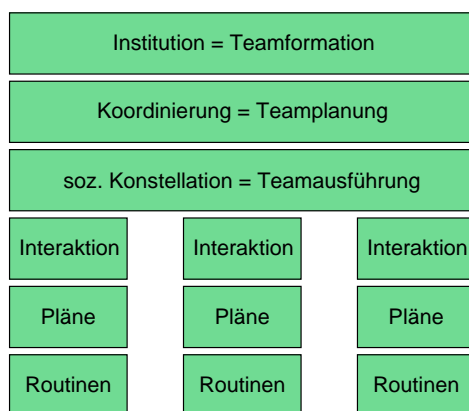 Institution = Teamformation
Koordinierung = Teamplanung
soz. Konstellation = Teamausführung
Interaktion Interaktion Interaktion
Pläne Pläne Pläne
Routinen Routinen Routinen